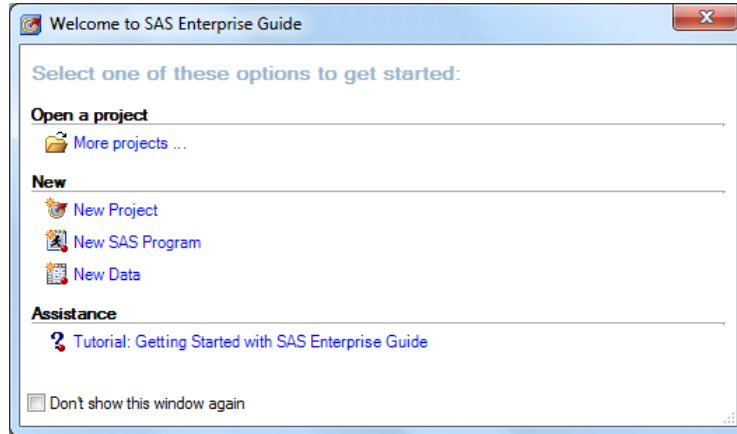 Welcome to SAS Enterprise Guide
Select one of these options to get started:
Open a project
More projects ...
New
New Project
New SAS Program
New Data
Assistance
Tutorial: Getting Started with SAS Enterprise Guide
Don't show this window again